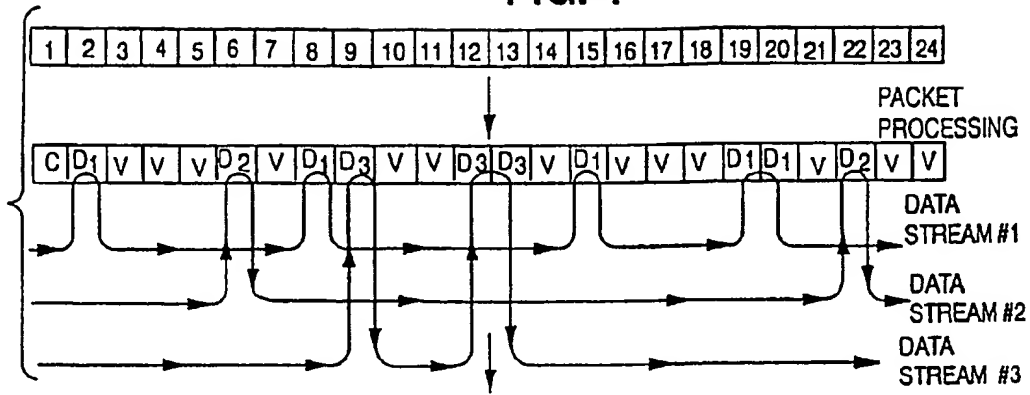 1 2 3 4 5 6 7 8 9 10 11 12 13 14 15 16 17 18 19 20 21 22 23 24
PACKET
PROCESSING
C D1 V V V D2 V D1 D3 V V D3 D3 V D1 V V V D1 D1 V D2 V V
DATA
STREAM #1
DATA
STREAM #2
DATA
STREAM #3